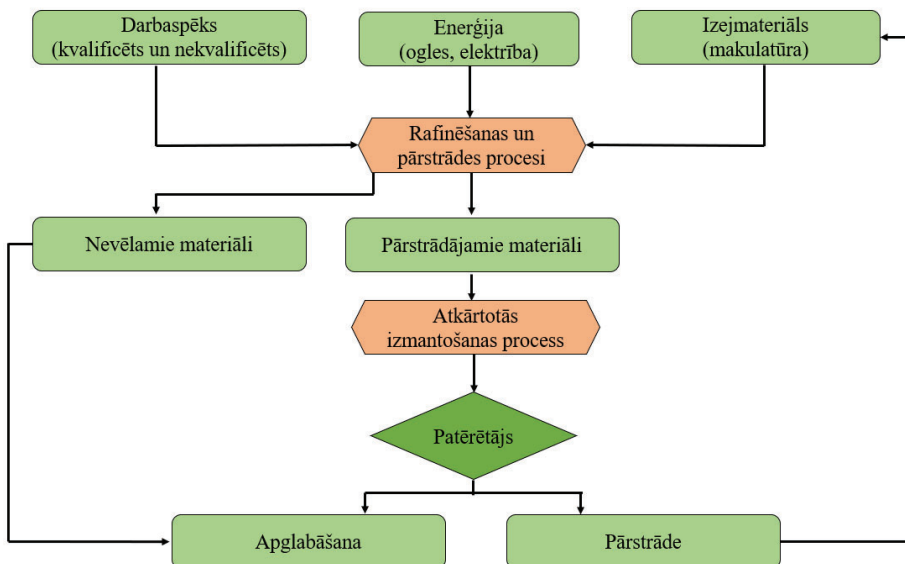 Darbaspēks
(kvalificēts un nekvalificēts)
Enerģija
(ogles, elektrība)
Izejmateriāls
(makulatūra)
Rafinēšanas un
pārstrādes procesi
Nevēlamie materiāli
Pārstrādājamie materiāli
Atkārtotās
izmantošanas process
Patērētājs
Apglabāšana
Pārstrāde